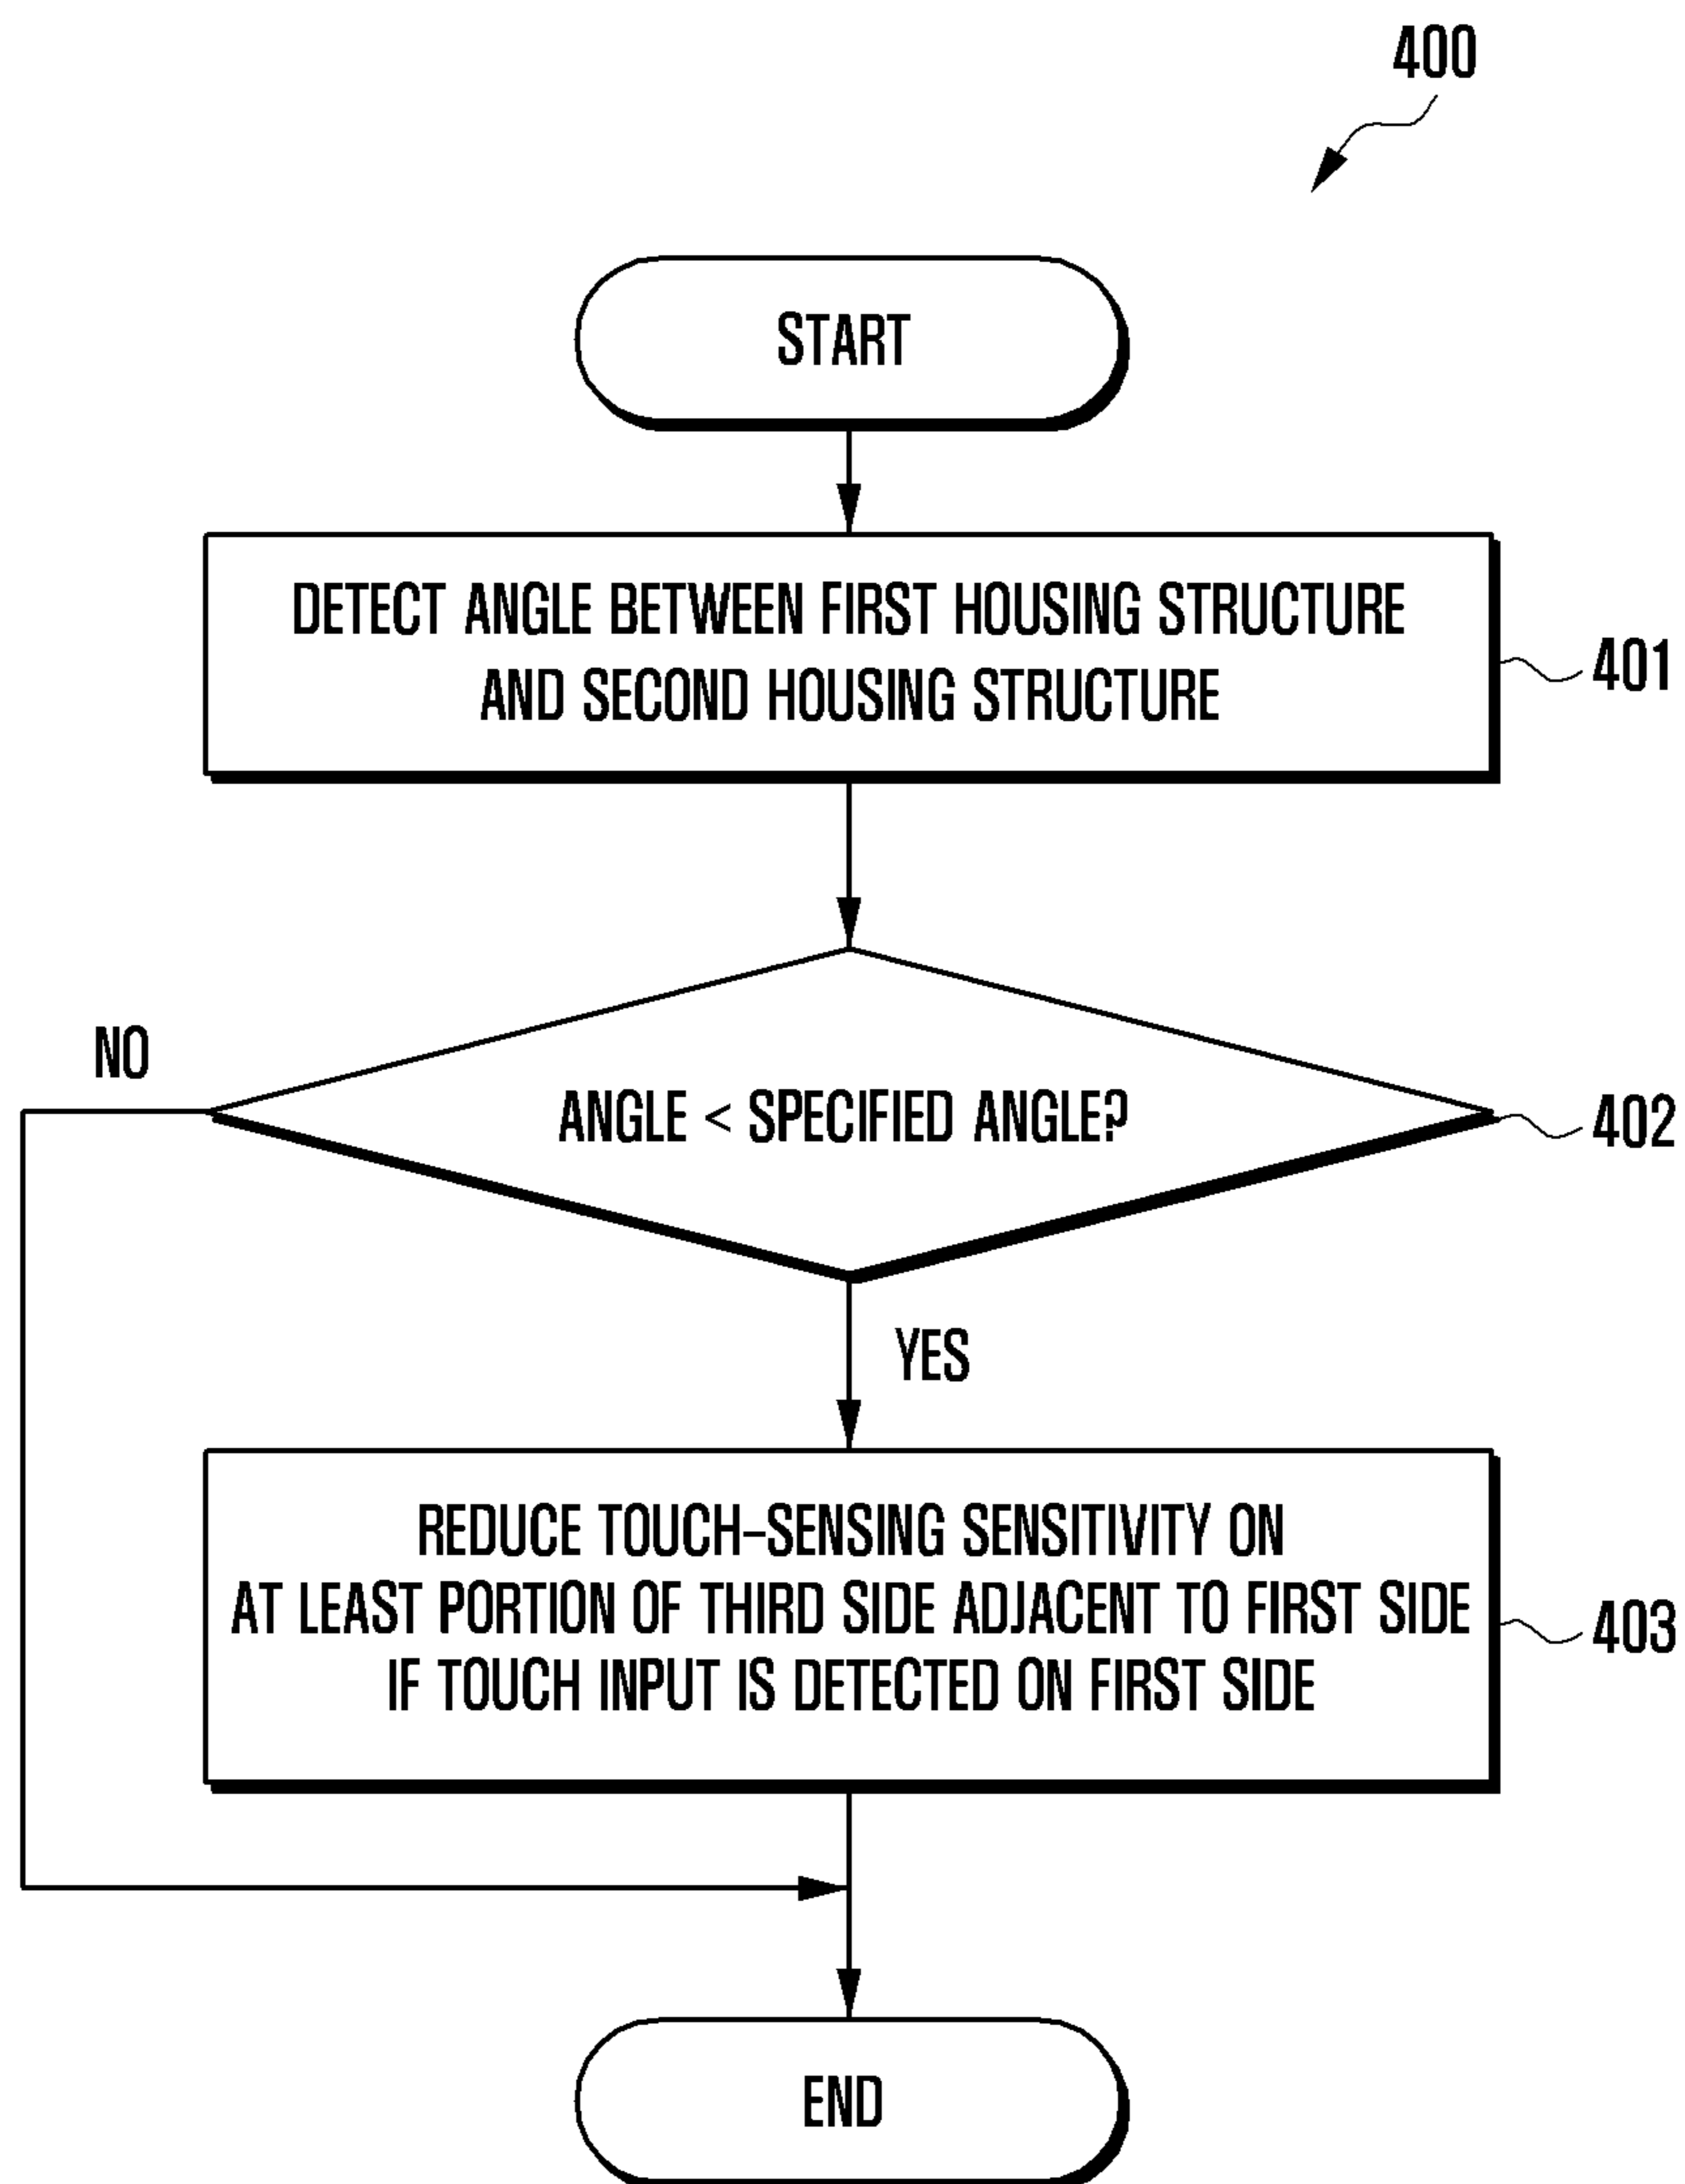 400
START
DETECT ANGLE BETWEEN FIRST HOUSING STRUCTURE
AND SECOND HOUSING STRUCTURE
401
NO
ANGLE < SPECIFIED ANGLE?
402
YES
REDUCE TOUCH-SENSING SENSITIVITY ON
AT LEAST PORTION OF THIRD SIDE ADJACENT TO FIRST SIDE
IF TOUCH INPUT IS DETECTED ON FIRST SIDE
403
END